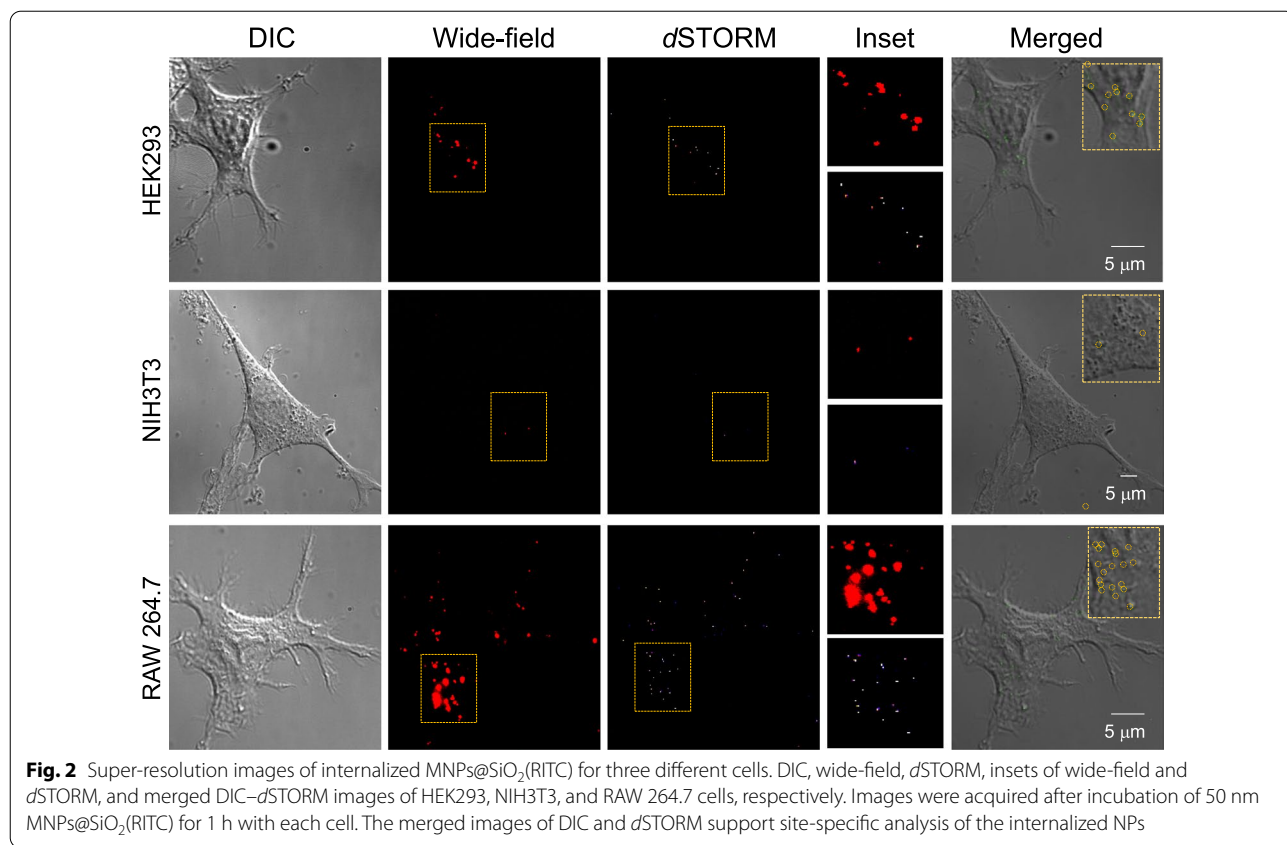 DIC Wide-field dSTORM Inset Merged
HEK293
5 μm
NIH3T3
5 μm
RAW 264.7
5 μm
Fig. 2 Super-resolution images of internalized MNPs@SiO₂(RITC) for three different cells. DIC, wide-field, dSTORM, insets of wide-field and
dSTORM, and merged DIC–dSTORM images of HEK293, NIH3T3, and RAW 264.7 cells, respectively. Images were acquired after incubation of 50 nm
MNPs@SiO₂(RITC) for 1 h with each cell. The merged images of DIC and dSTORM support site-specific analysis of the internalized NPs